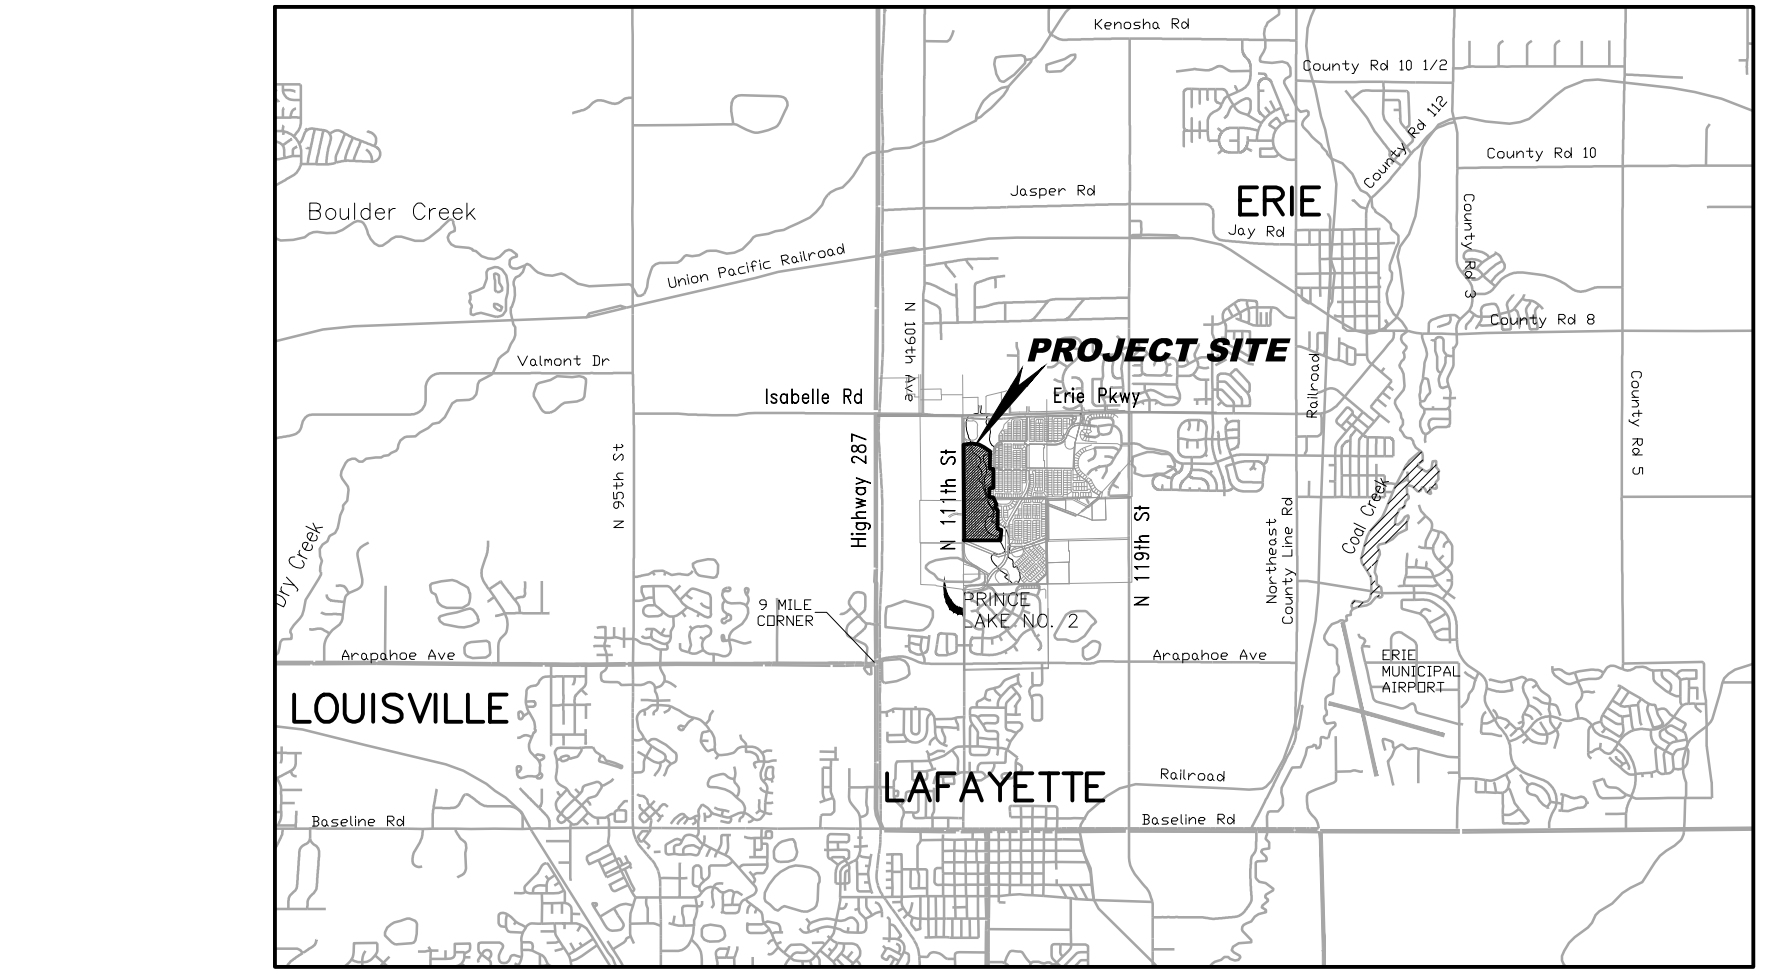 Kenosha Rd
County Rd 10 1/2
County Rd 112
County Rd 10
Jasper Rd
ERIE
Boulder Creek
Jay Rd
County Rd 3
Union Pacific Railroad
N 109th Ave
County Rd 8
PROJECT SITE
Valmont Dr
Railroad
Isabelle Rd
Erie Pkwy
County Rd 5
N 95th St
Highway 287
N 111th St
N 119th St
Coal Creek
Northeast
County Line Rd
Dry Creek
9 MILE
CORNER
PRINCE
LAKE NO. 2
Arapahoe Ave
Arapahoe Ave
ERIE
MUNICIPAL
AIRPORT
LOUISVILLE
LAFAYETTE
Railroad
Baseline Rd
Baseline Rd